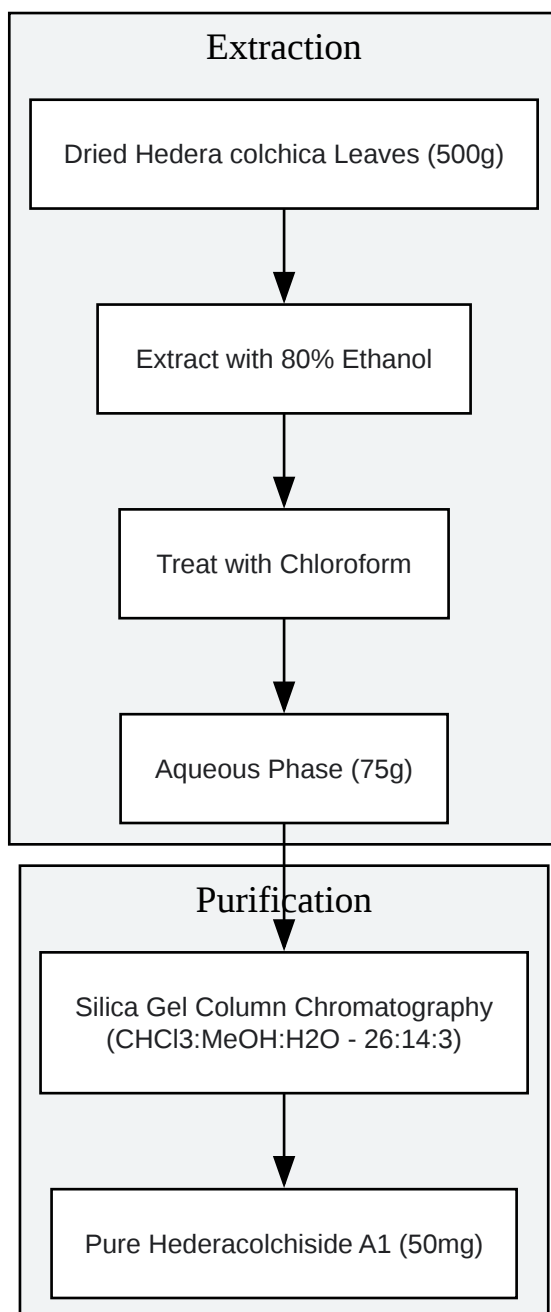 Extraction
Dried Hedera colchica Leaves (500g)
Extract with 80% Ethanol
Treat with Chloroform
Aqueous Phase (75g)
Purification
Silica Gel Column Chromatography
(CHCl3:MeOH:H2O - 26:14:3)
Pure Hederacolchiside A1 (50mg)